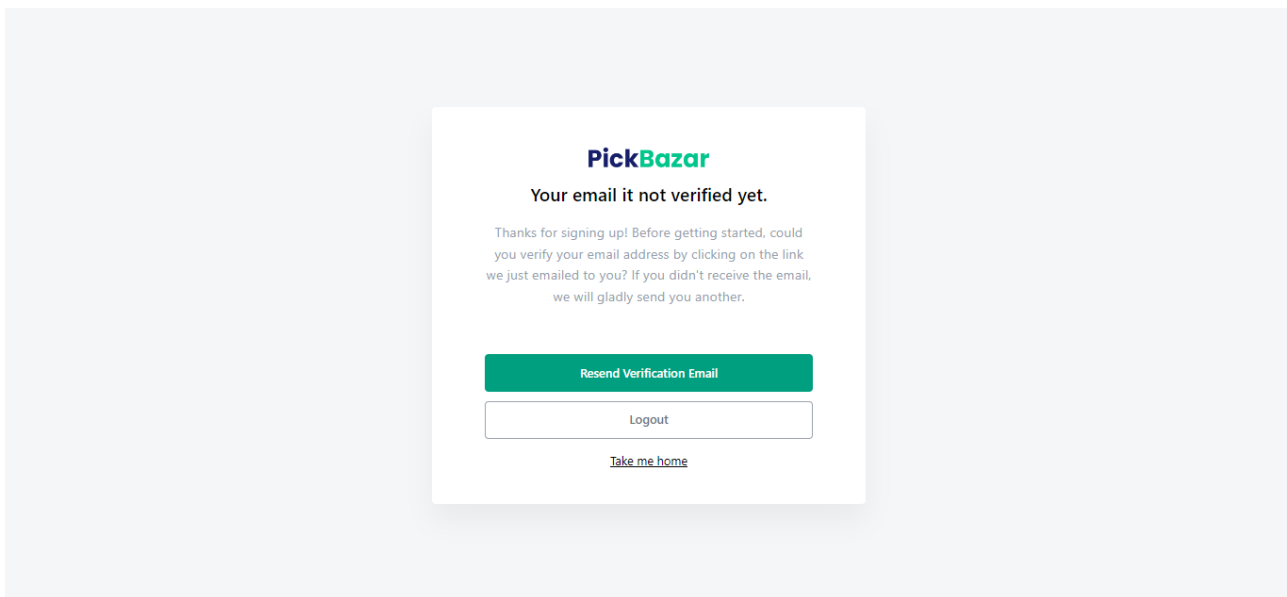 PickBazar
Your email it not verified yet.
Thanks for signing up! Before getting started, could
you verify your email address by clicking on the link
we just emailed to you? If you didn't receive the email,
we will gladly send you another.
Resend Verification Email
Logout
Take me home